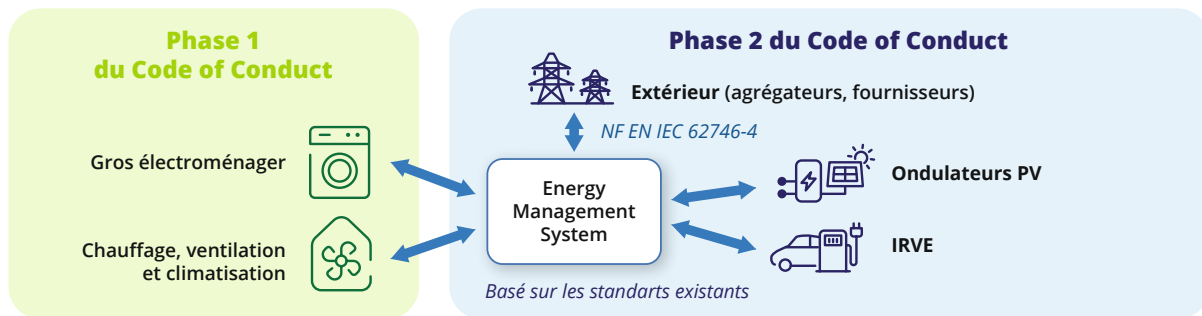 Phase 1
du Code of Conduct
Gros électroménager
Chauffage, ventilation
et climatisation
Phase 2 du Code of Conduct
Extérieur (agrégateurs, fournisseurs)
NF EN IEC 62746-4
Energy
Management
System
Ondulateurs PV
IRVE
Basé sur les standarts existants